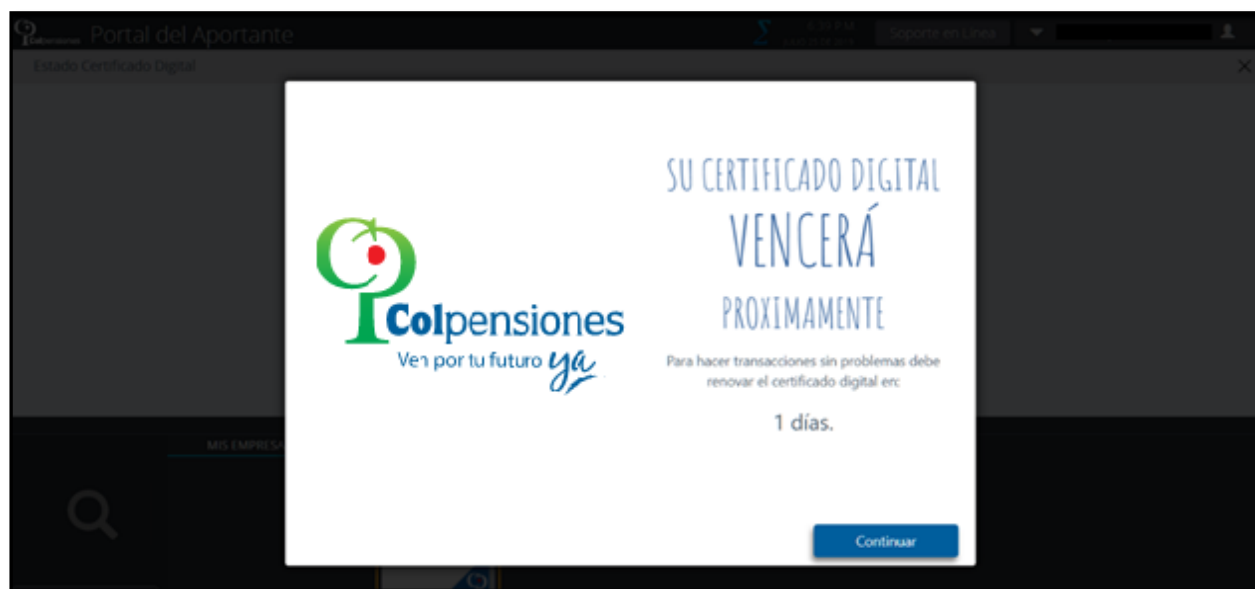 Colpensiones Portal del Aportante
Soporte en Línea
Estado Certificado Digital
SU CERTIFICADO DIGITAL
VENCERÁ
PROXIMAMENTE
Colpensiones
Ven por tu futuro ya
Para hacer transacciones sin problemas debe
renovar el certificado digital en:
1 días.
MIS EMPRESA
Continuar